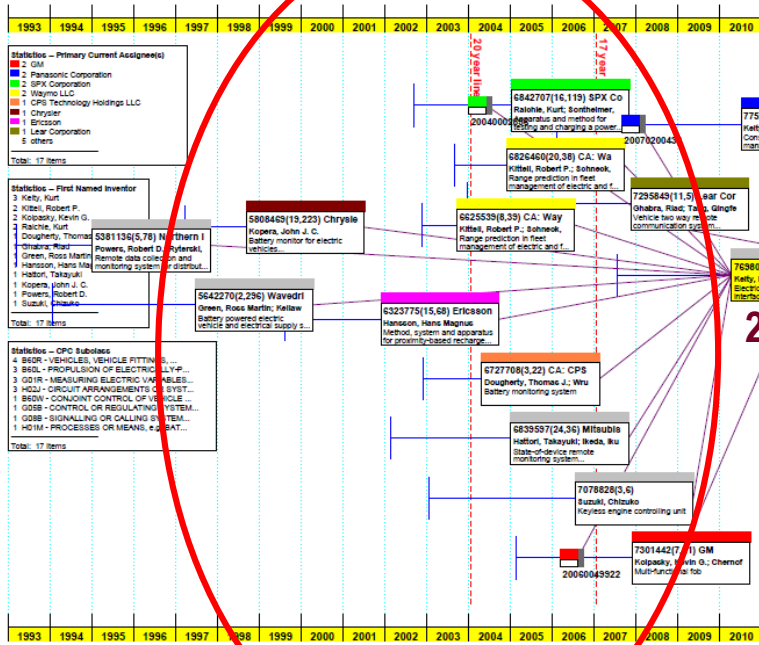 1993 1994 1995 1996 1997 1998 1999 2000 2001 2002 2003 2004 2005 2006 2007 2008 2009 2010
Statistics – Primary Current Assignee(s)
2 GM
2 Panasonic Corporation
2 SPX Corporation
2 Waymo LLC
1 CPS Technology Holdings LLC
1 Chrysler
1 Ericsson
1 Lear Corporation
5 others
Total: 17 Items
Statistics – First Named Inventor
3 Kelty, Kurt
2 Kittell, Robert P.
2 Kolpasky, Kevin G.
2 Raichle, Kurt
1 Dougherty, Thomas
1 Ghabra, Riad
1 Green, Ross Martin
1 Hansson, Hans Ma
1 Hattori, Takayuki
1 Kopera, John J. C.
1 Powers, Robert D.
1 Suzuki, Chizuko
Total: 17 Items
Statistics – CPC Subclass
4 B60R - VEHICLES, VEHICLE FITTINGS, ...
3 B60L - PROPULSION OF ELECTRICALLY-P...
3 G01R - MEASURING ELECTRIC VARIABLES...
3 H02J - CIRCUIT ARRANGEMENTS OR SYST...
1 B60W - CONJOINT CONTROL OF VEHICLE ...
1 G05B - CONTROL OR REGULATING SYSTEM...
1 G08B - SIGNALLING OR CALLING SYSTEM...
1 H01M - PROCESSES OR MEANS, e.g. BAT...
Total: 17 Items
20 year line
17 year
6842707(16,119) SPX Co
Raichle, Kurt; Sontheimer,
Apparatus and method for
testing and charging a power...
2007020043
775
Kelty
Cons
man
6826460(20,38) CA: Wa
Kittell, Robert P.; Sohneok,
Range prediction in fleet
management of electric and f...
7295849(11,5) Lear Cor
Ghabra, Riad; Tang, Qingfe
Vehicle two way remote
communication system...
5808469(19,223) Chrysle
Kopera, John J. C.
Battery monitor for electric
vehicles...
6625539(8,39) CA: Way
Kittell, Robert P.; Sohneok,
Range prediction in fleet
management of electric and f...
5381136(5,78) Northern I
Powers, Robert D.; Ryterski,
Remote data collection and
monitoring system for distribut...
76980
Kelty,
Electric
interfac
2
5642270(2,296) Wavedri
Green, Ross Martin; Kellaw
Battery powered electric
vehicle and electrical supply s...
6323775(15,68) Ericsson
Hansson, Hans Magnus
Method, system and apparatus
for proximity-based recharge...
6727708(3,22) CA: CPS
Dougherty, Thomas J.; Wru
Battery monitoring system
6839597(24,36) Mitsubis
Hattori, Takayuki; Ikeda, Iku
State-of-device remote
monitoring system...
7078828(3,6)
Suzuki, Chizuko
Keyless engine controlling unit
20060049922
GM
Kolpasky, Kevin G.; Chernof
Multi-functional fob
1993 1994 1995 1996 1997 1998 1999 2000 2001 2002 2003 2004 2005 2006 2007 2008 2009 2010